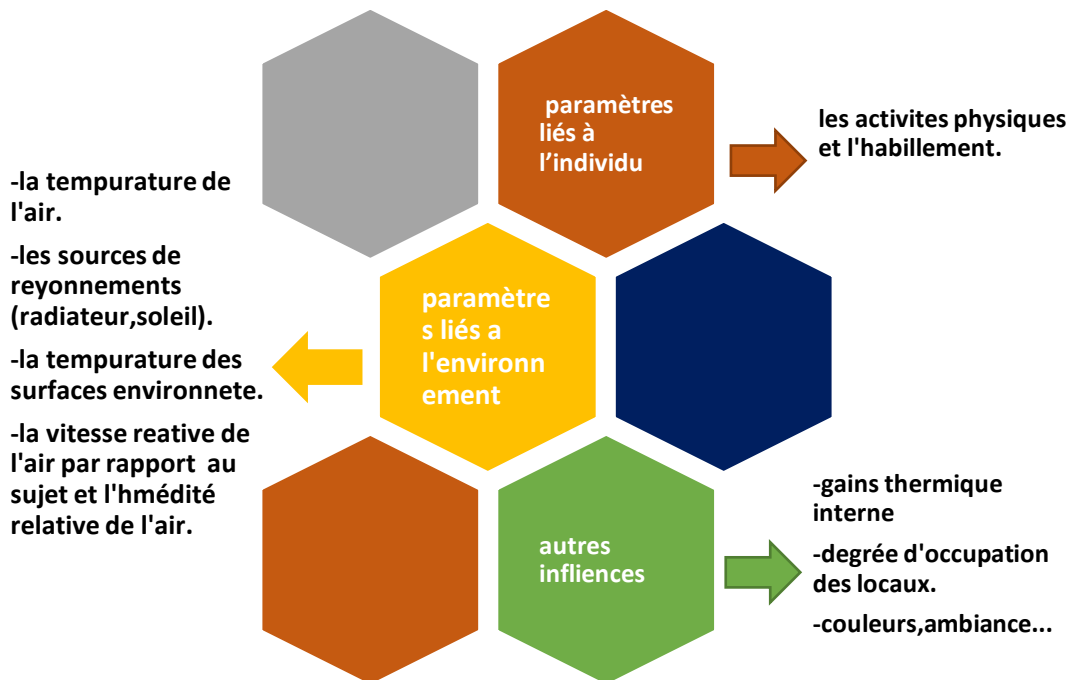 paramètres
liés à
l’individu
les activites physiques
et l'habillement.
paramètre
s liés a
l'environn
ement
-la tempurature de
l'air.
-les sources de
reyonnements
(radiateur,soleil).
-la tempurature des
surfaces environnete.
-la vitesse reative de
l'air par rapport au
sujet et l'hmédité
relative de l'air.
autres
infliences
-gains thermique
interne
-degrée d'occupation
des locaux.
-couleurs,ambiance...